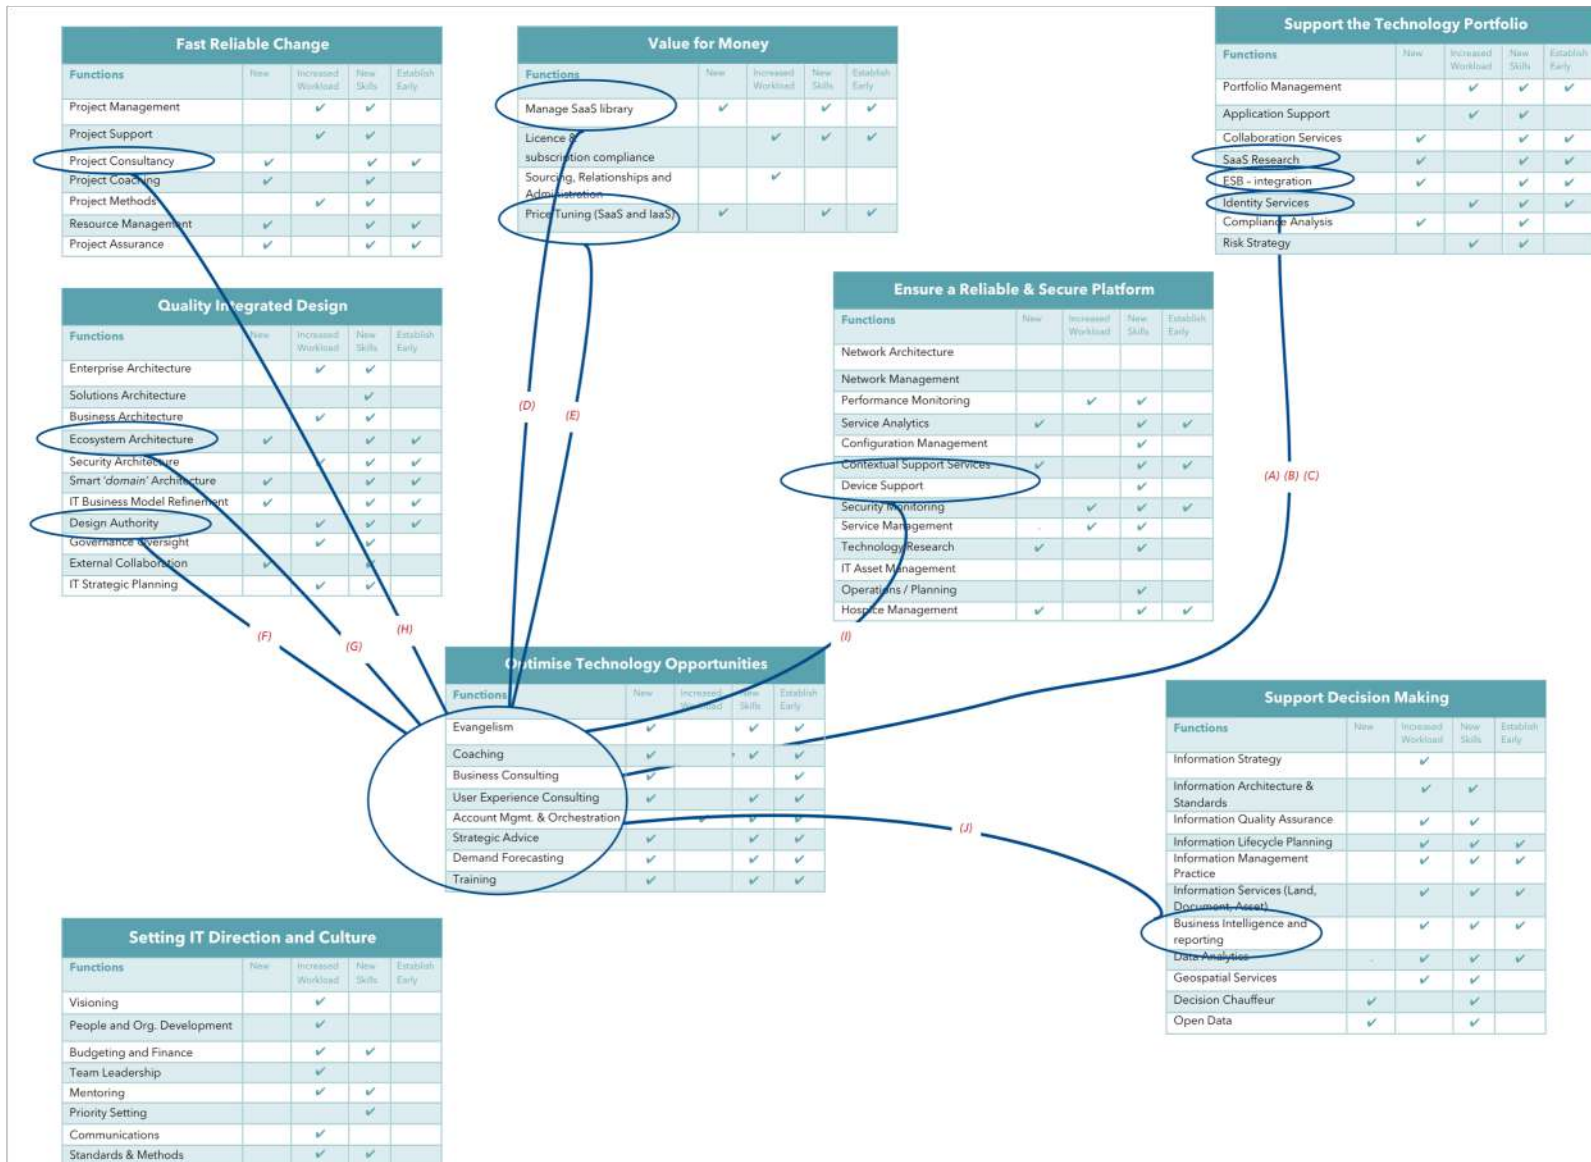 Fast Reliable Change
Functions New Increased Workload New Skills Establish Early
Project Management ✔ ✔
Project Support ✔ ✔
Project Consultancy ✔ ✔ ✔
Project Coaching ✔ ✔
Project Methods ✔ ✔
Resource Management ✔ ✔ ✔
Project Assurance ✔ ✔ ✔
Value for Money
Functions New Increased Workload New Skills Establish Early
Manage SaaS library ✔ ✔ ✔
Licence &
subscription compliance ✔ ✔ ✔
Sourcing, Relationships and
Administration ✔
Price Tuning (SaaS and IaaS) ✔ ✔ ✔
Support the Technology Portfolio
Functions New Increased Workload New Skills Establish Early
Portfolio Management ✔ ✔ ✔
Application Support ✔ ✔
Collaboration Services ✔ ✔ ✔
SaaS Research ✔ ✔ ✔
ESB - integration ✔ ✔ ✔
Identity Services ✔ ✔ ✔
Compliance Analysis ✔ ✔
Risk Strategy ✔ ✔
Quality Integrated Design
Functions New Increased Workload New Skills Establish Early
Enterprise Architecture ✔ ✔
Solutions Architecture ✔
Business Architecture ✔ ✔
Ecosystem Architecture ✔ ✔ ✔
Security Architecture ✔ ✔ ✔
Smart 'domain' Architecture ✔ ✔ ✔
IT Business Model Refinement ✔ ✔ ✔
Design Authority ✔ ✔ ✔
Governance Oversight ✔ ✔
External Collaboration ✔ ✔
IT Strategic Planning ✔ ✔
Ensure a Reliable & Secure Platform
Functions New Increased Workload New Skills Establish Early
Network Architecture
Network Management
Performance Monitoring ✔ ✔
Service Analytics ✔ ✔ ✔
Configuration Management ✔
Contextual Support Services ✔ ✔ ✔
Device Support ✔
Security Monitoring ✔ ✔ ✔
Service Management ✔ ✔
Technology Research ✔ ✔
IT Asset Management
Operations / Planning ✔
Hospice Management ✔ ✔ ✔
(D)
(E)
(A) (B) (C)
(F)
(G)
(H)
(I)
Optimise Technology Opportunities
Functions New Increased Workload New Skills Establish Early
Evangelism ✔ ✔ ✔
Coaching ✔ ✔ ✔
Business Consulting ✔ ✔
User Experience Consulting ✔ ✔ ✔
Account Mgmt. & Orchestration ✔ ✔ ✔
Strategic Advice ✔ ✔ ✔
Demand Forecasting ✔ ✔ ✔
Training ✔ ✔ ✔
(J)
Support Decision Making
Functions New Increased Workload New Skills Establish Early
Information Strategy ✔
Information Architecture &
Standards ✔ ✔
Information Quality Assurance ✔ ✔
Information Lifecycle Planning ✔ ✔ ✔
Information Management
Practice ✔ ✔ ✔
Information Services (Land,
Document, Asset) ✔ ✔ ✔
Business Intelligence and
reporting ✔ ✔ ✔
Data Analytics ✔ ✔ ✔
Geospatial Services ✔ ✔
Decision Chauffeur ✔ ✔
Open Data ✔ ✔
Setting IT Direction and Culture
Functions New Increased Workload New Skills Establish Early
Visioning ✔
People and Org. Development ✔
Budgeting and Finance ✔ ✔
Team Leadership ✔
Mentoring ✔ ✔
Priority Setting ✔
Communications ✔
Standards & Methods ✔ ✔